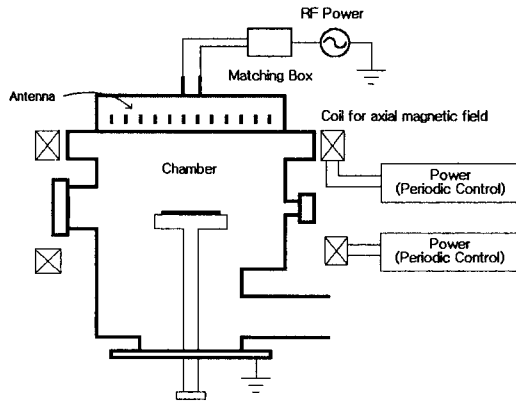 RF Power
Matching Box
Antenna
Coil for axial magnetic field
Chamber
Power
(Periodic Control)
Power
(Periodic Control)